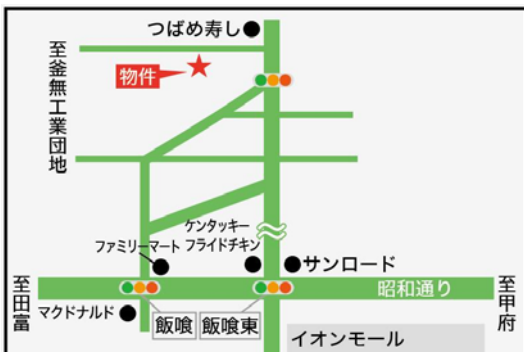 つばめ寿し
至釜無工業団地
物件
ケンタッキー
フライドチキン
ファミリーマート
サンロード
至田富
昭和通り
至甲府
マクドナルド
飯喰
飯喰東
イオンモール